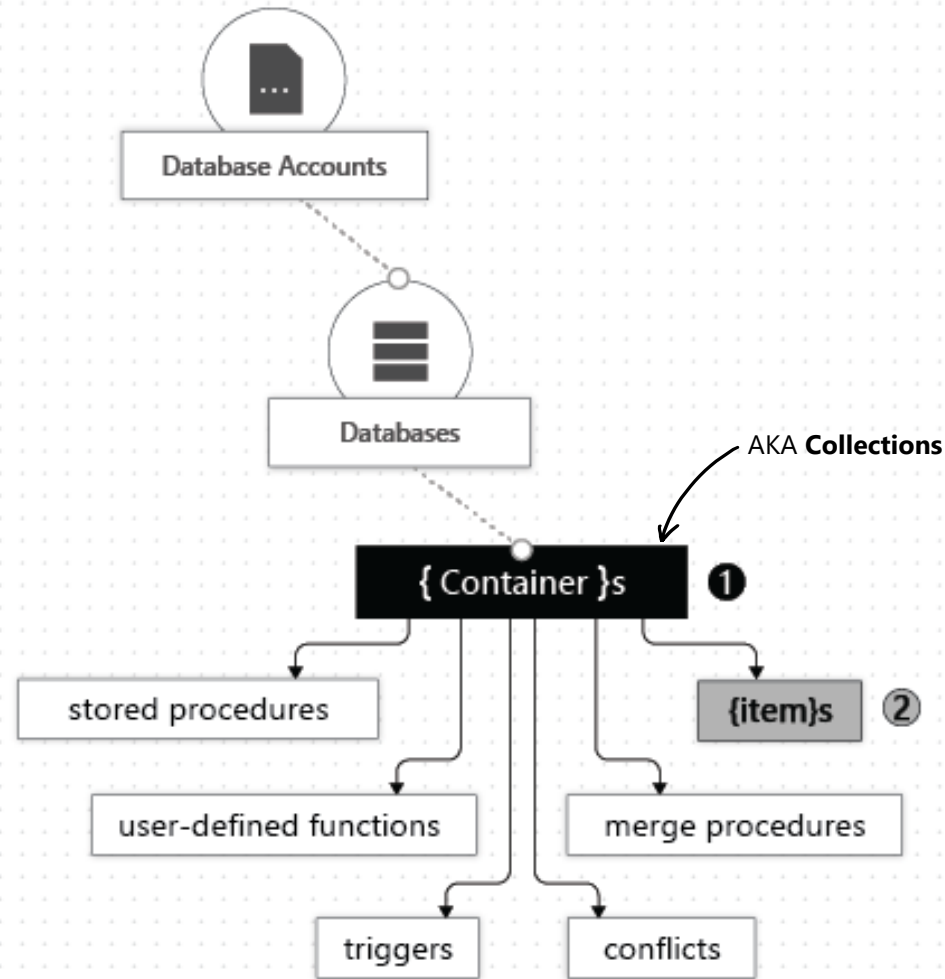 ...
Database Accounts
Databases
AKA Collections
{ Container }s
1
stored procedures
{item}s
2
user-defined functions
merge procedures
triggers
conflicts